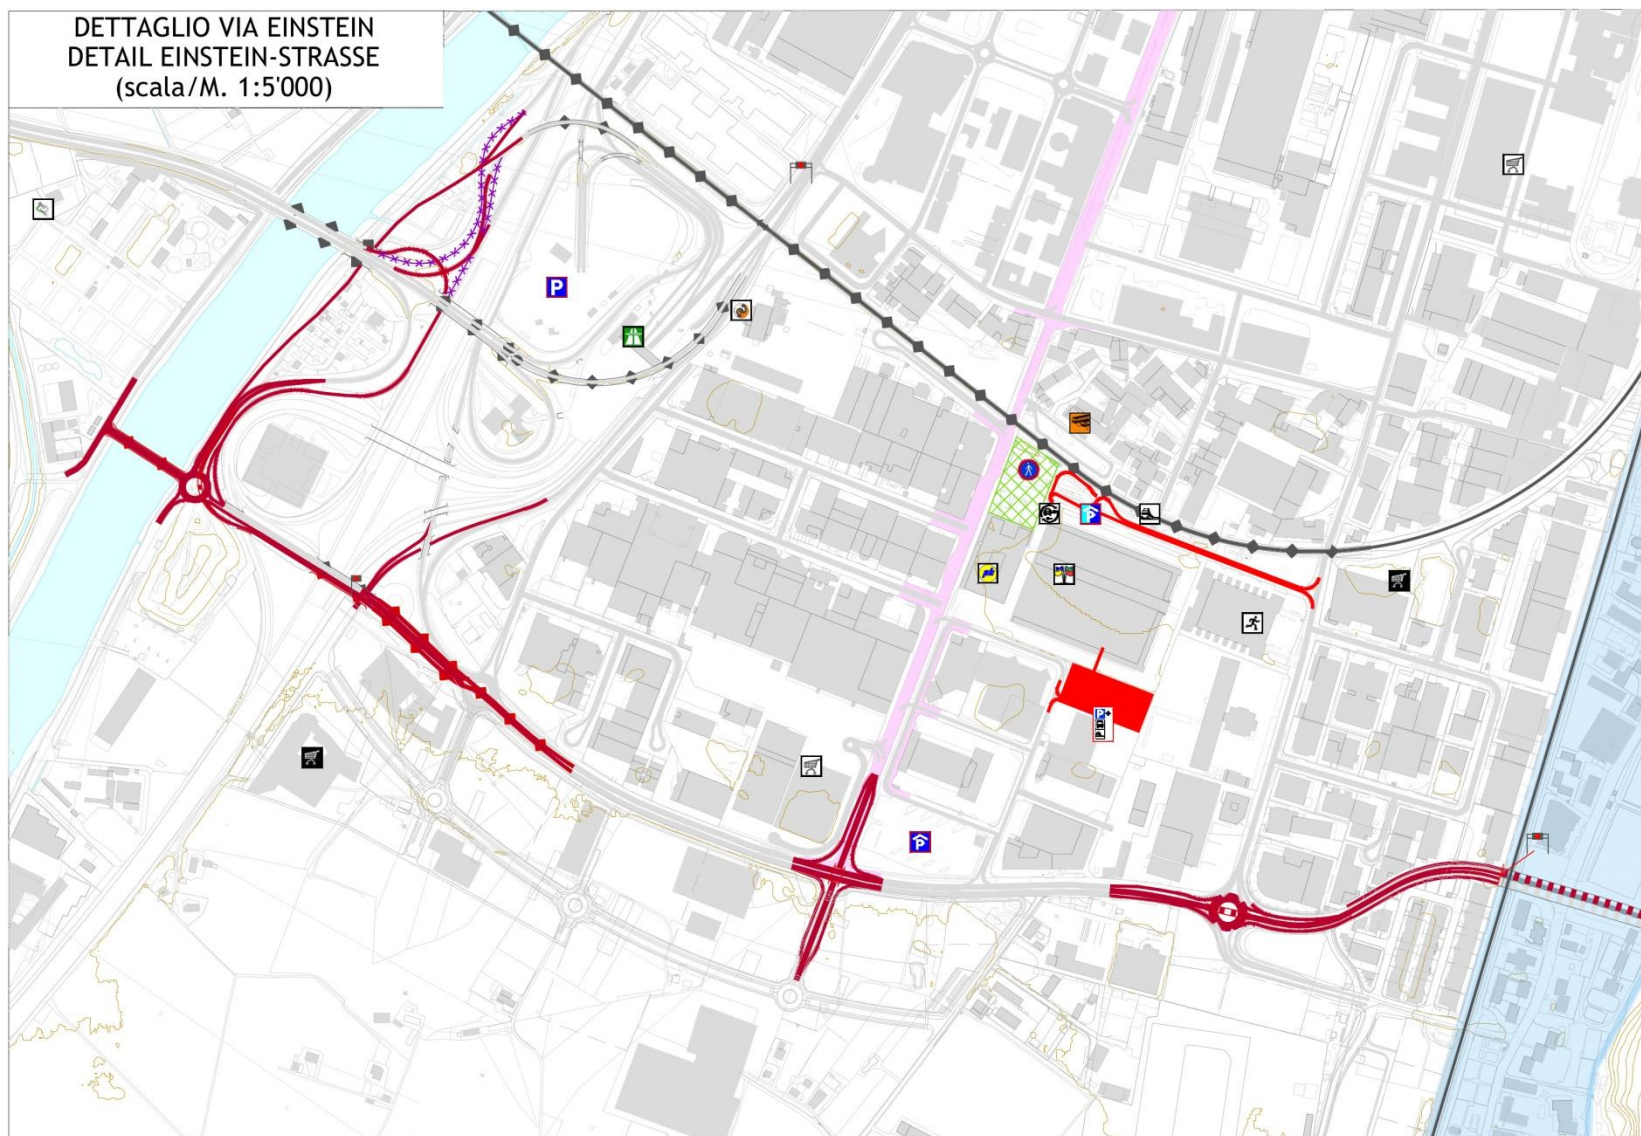 DETTAGLIO VIA EINSTEIN
DETAIL EINSTEIN-STRASSE
(scala/M. 1:5'000)
P
P
P
P